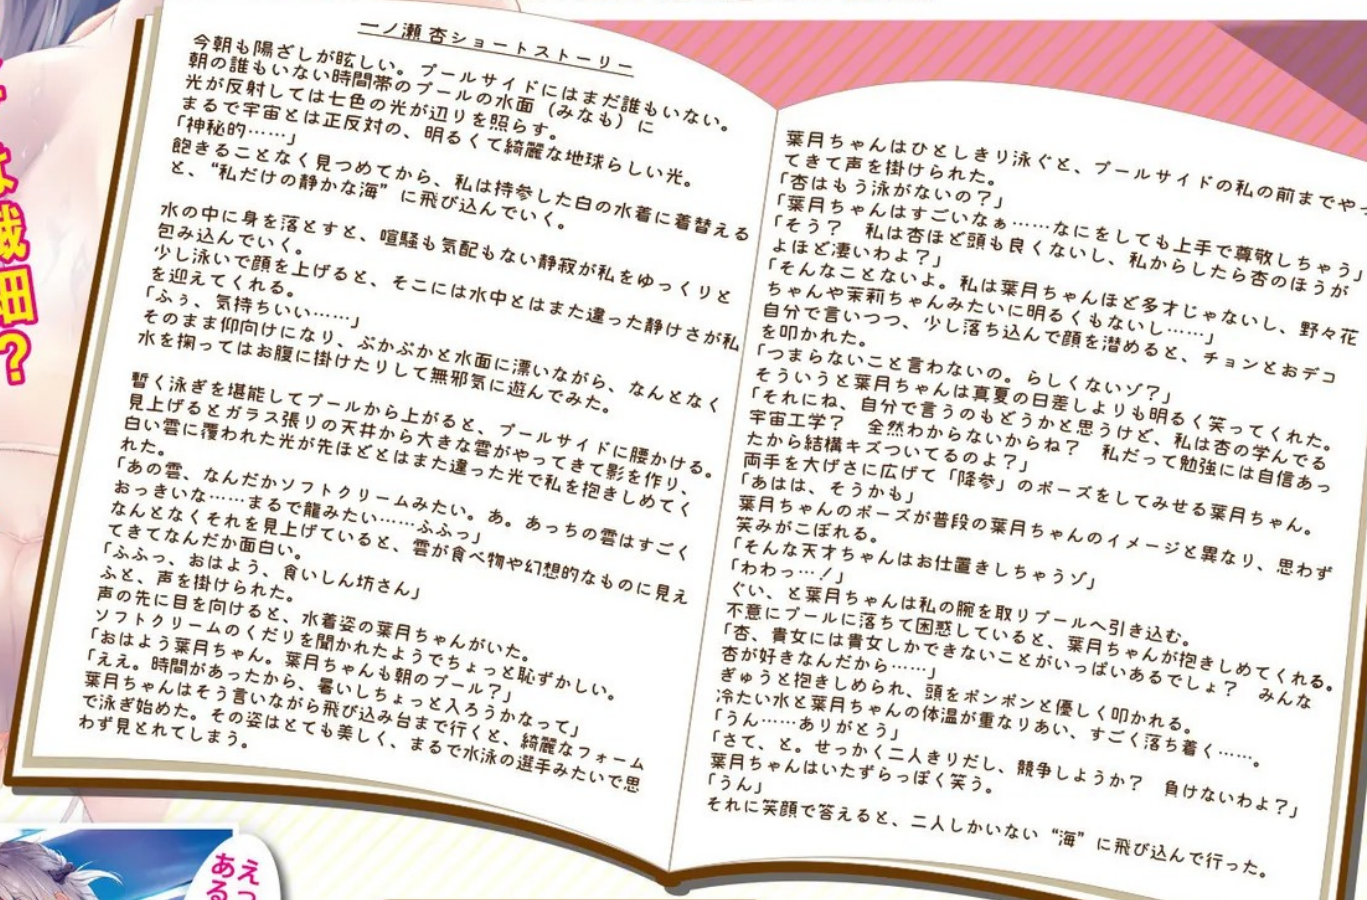 一ノ瀬 杏ショートストーリー
今朝も陽ざしが眩しい。プールサイドにはまだ誰もいない。
朝の誰もいない時間帯のプールの水面（みなも）に
光が反射しては七色の光が辺りを照らす。
まるで宇宙とは正反対の、明るくて綺麗な地球らしい光。
「神秘的……」
飽きることなく見つめてから、私は持参した白の水着に着替える
と、“私だけの静かな海”に飛び込んでいく。
水の中に身を落とすと、喧騒も気配もない静寂が私をゆっくりと
包み込んでいく。
少し泳いで顔を上げると、そこには水中とはまた違った静けさが私
を迎えてくれる。
「ふぅ、気持ちいい……」
そのまま仰向けになり、ぷかぷかと水面に漂いながら、なんとなく
水を掬ってはお腹に掛けたりして無邪気に遊んでみた。
暫く泳ぎを堪能してプールから上がると、プールサイドに腰かける。
見上げるとガラス張りの天井から大きな雲がやってきて影を作り、
白い雲に覆われた光が先ほどとはまた違った光で私を抱きしめてく
れた。
「あの雲、なんだかソフトクリームみたい。あ。あっちの雲はすごく
おっきいな……まるで龍みたい……ふふっ」
なんとなくそれを見上げていると、雲が食べ物や幻想的なものに見え
てきてなんだか面白い。
「ふふっ、おはよう、食いしん坊さん」
ふと、声を掛けられた。
声の先に目を向けると、水着姿の葉月ちゃんがいた。
ソフトクリームのくだりを聞かれたようでちょっと恥ずかしい。
「おはよう葉月ちゃん。葉月ちゃんも朝のプール？」
「ええ。時間があったから、暑いしちょっと入ろうかなって」
葉月ちゃんはそう言いながら飛び込み台まで行くと、綺麗なフォーム
で泳ぎ始めた。その姿はとても美しく、まるで水泳の選手みたいで思
わず見とれてしまう。
葉月ちゃんはひとしきり泳ぐと、プールサイドの私の前までやっ
てきて声を掛けられた。
「杏はもう泳がないの？」
「葉月ちゃんはすごいなぁ……なにをしても上手で尊敬しちゃう」
「そう？　私は杏ほど頭も良くないし、私からしたら杏のほうが
よほど凄いわよ？」
「そんなことないよ。私は葉月ちゃんほど多才じゃないし、野々花
ちゃんや茉莉ちゃんみたいに明るくもないし……」
自分で言いつつ、少し落ち込んで顔を潜めると、チョンとおデコ
を叩かれた。
「つまらないこと言わないの。らしくないゾ？」
そういうと葉月ちゃんは真夏の日差しよりも明るく笑ってくれた。
「それにね、自分で言うのもどうかと思うけど、私は杏の学んでる
宇宙工学？　全然わからないからね？　私だって勉強には自信あっ
たから結構キズついてるのよ？」
両手を大げさに広げて「降参」のポーズをしてみせる葉月ちゃん。
「あはは、そうかも」
葉月ちゃんのポーズが普段の葉月ちゃんのイメージと異なり、思わず
笑みがこぼれる。
「そんな天才ちゃんはお仕置きしちゃうゾ」
「わわっ…！」
ぐい、と葉月ちゃんは私の腕を取りプールへ引き込む。
不意にプールに落ちて困惑していると、葉月ちゃんが抱きしめてくれる。
「杏、貴女には貴女しかできないことがいっぱいあるでしょ？　みんな
杏が好きなんだから……」
ぎゅうと抱きしめられ、頭をポンポンと優しく叩かれる。
冷たい水と葉月ちゃんの体温が重なりあい、すごく落ち着く……。
「うん……ありがとう」
「さて、と。せっかく二人きりだし、競争しようか？　負けないわよ？」
葉月ちゃんはいたずらっぽく笑う。
「うん」
それに笑顔で答えると、二人しかいない“海”に飛び込んで行った。
えっ
ある